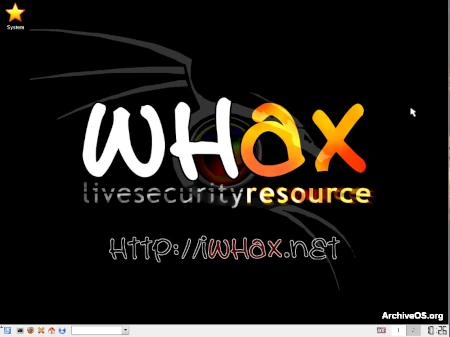 System
wHax
livesecurityresource
Http://iwHax.net
ArchiveOS.org